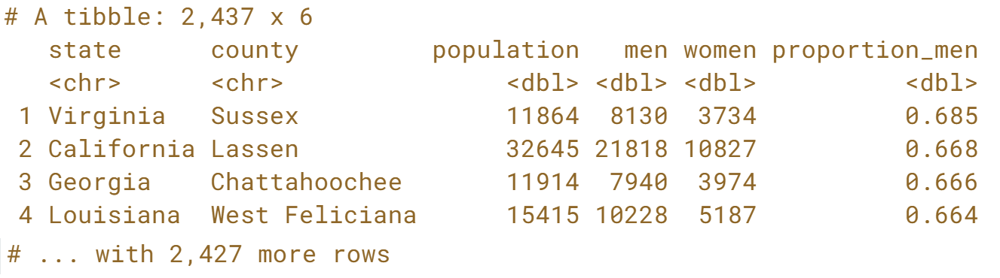 # A tibble: 2,437 x 6
state county population men women proportion_men
<chr> <chr> <dbl> <dbl> <dbl> <dbl>
1 Virginia Sussex 11864 8130 3734 0.685
2 California Lassen 32645 21818 10827 0.668
3 Georgia Chattahoochee 11914 7940 3974 0.666
4 Louisiana West Feliciana 15415 10228 5187 0.664
# ... with 2,427 more rows